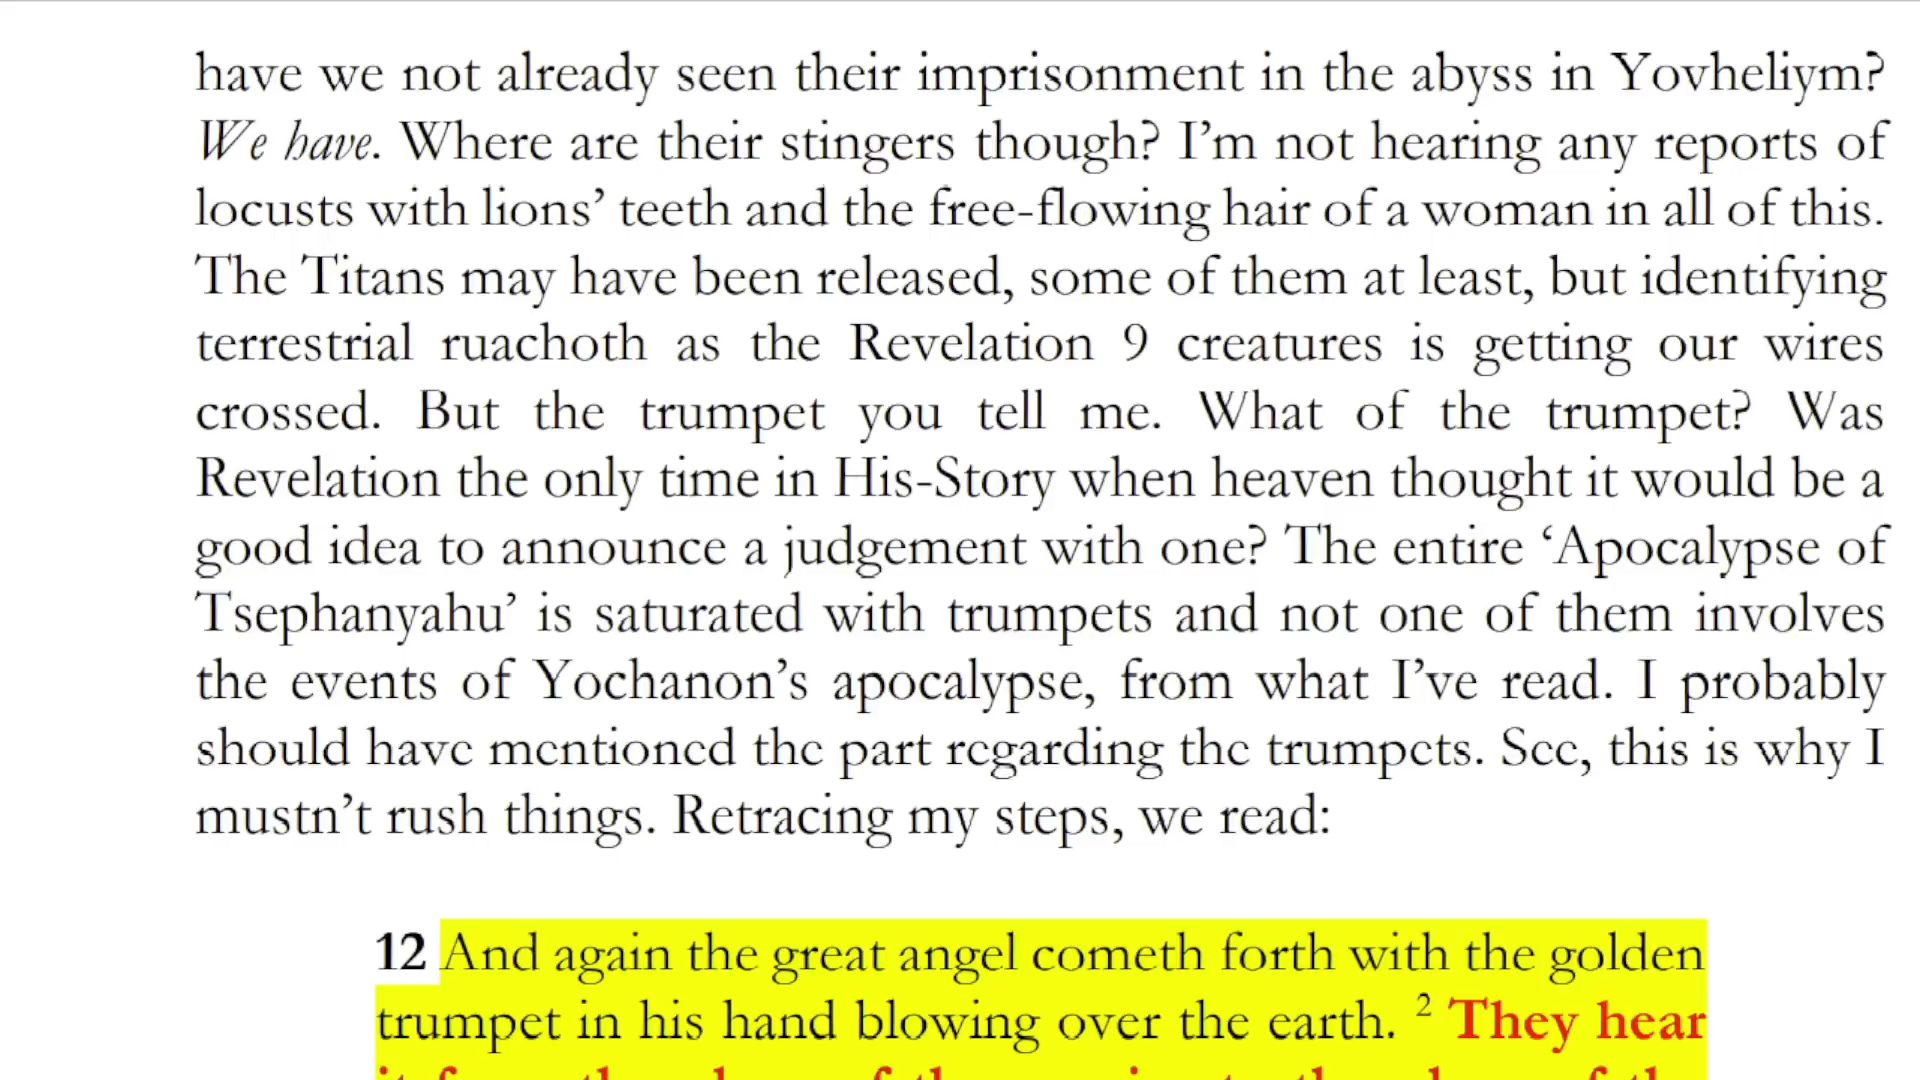 have we not already seen their imprisonment in the abyss in Yovheliym?
We have. Where are their stingers though? I’m not hearing any reports of
locusts with lions’ teeth and the free-flowing hair of a woman in all of this.
The Titans may have been released, some of them at least, but identifying
terrestrial ruachoth as the Revelation 9 creatures is getting our wires
crossed. But the trumpet you tell me. What of the trumpet? Was
Revelation the only time in His-Story when heaven thought it would be a
good idea to announce a judgement with one? The entire ‘Apocalypse of
Tsephanyahu’ is saturated with trumpets and not one of them involves
the events of Yochanon’s apocalypse, from what I’ve read. I probably
should have mentioned the part regarding the trumpets. See, this is why I
mustn’t rush things. Retracing my steps, we read:
12 And again the great angel cometh forth with the golden
trumpet in his hand blowing over the earth. 2 They hear